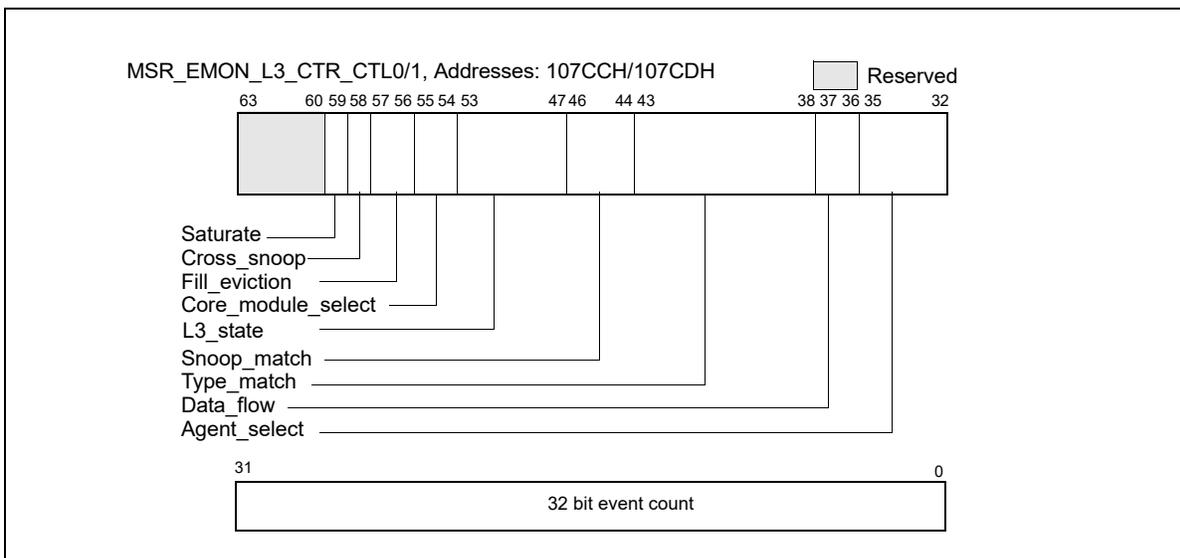 MSR_EMON_L3_CTR_CTL0/1, Addresses: 107CCH/107CDH
Reserved
63 60 59 58 57 56 55 54 53 47 46 44 43 38 37 36 35 32
Saturate
Cross_snoop
Fill_eviction
Core_module_select
L3_state
Snoop_match
Type_match
Data_flow
Agent_select
31 0
32 bit event count